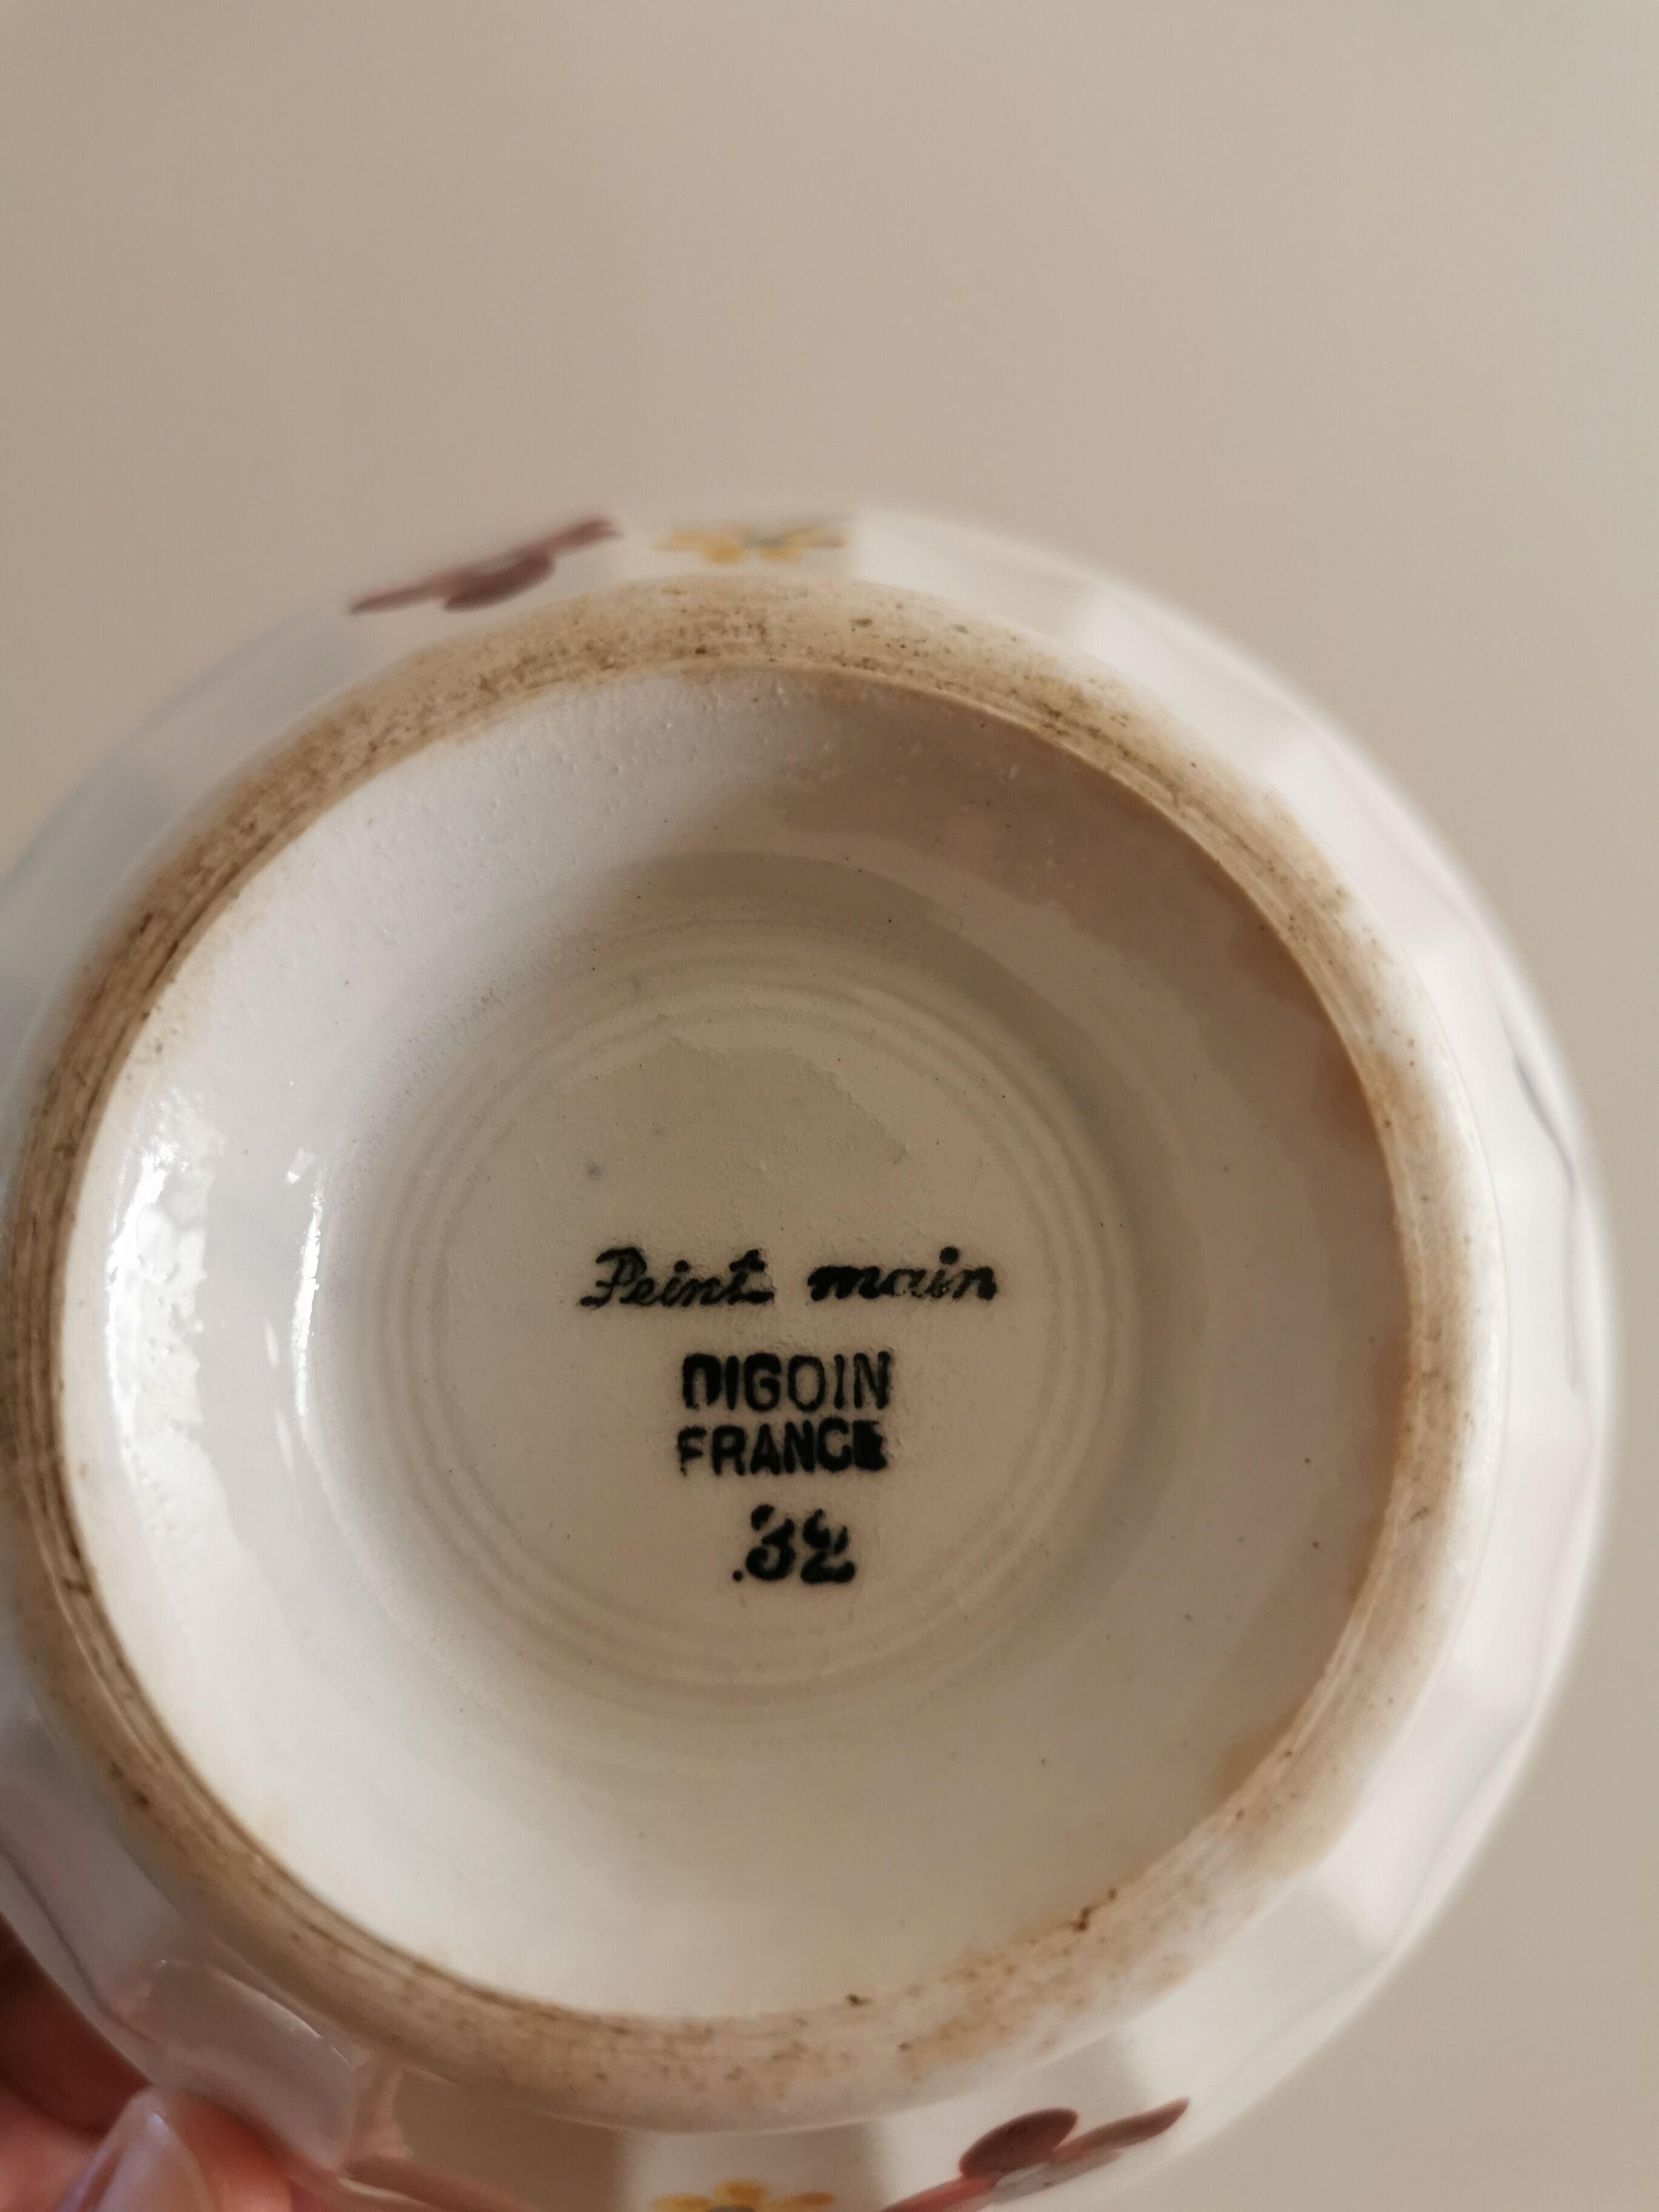 Peint main
DIGOIN
FRANCE
.32